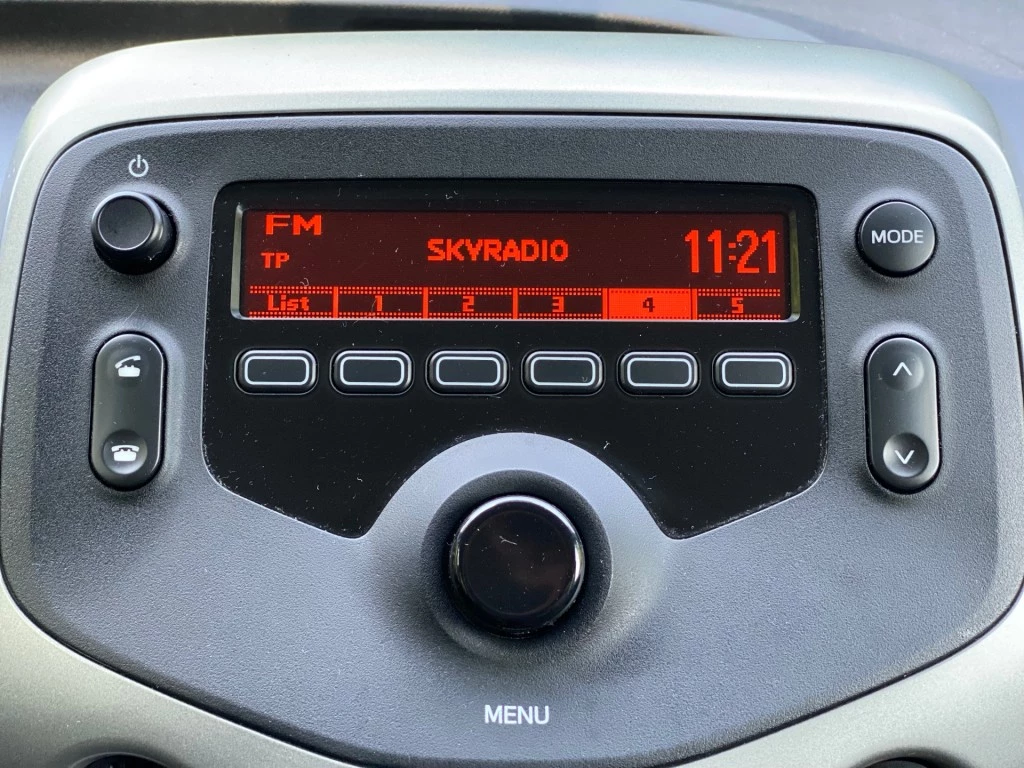 FM
TP
SKYRADIO
11:21
List 1 2 3 4 5
MODE
MENU